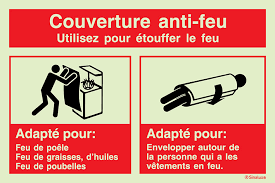 Couverture anti-feu
Utilisez pour étouffer le feu
Adapté pour:
Feu de poêle
Feu de graisses, d'huiles
Feu de poubelles
Adapté pour:
Envelopper autour de
la personne qui a les
vêtements en feu.